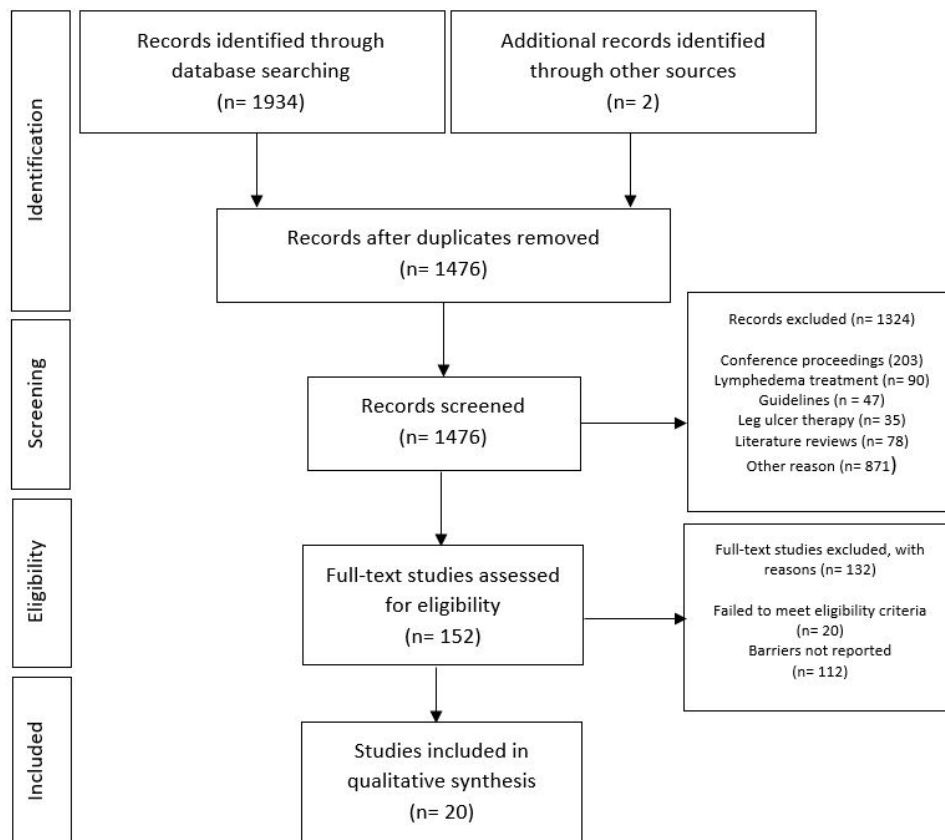 Identification
Records identified through
database searching
(n= 1934)
Additional records identified
through other sources
(n= 2)
Records after duplicates removed
(n= 1476)
Screening
Records screened
(n= 1476)
Records excluded (n= 1324)
Conference proceedings (203)
Lymphedema treatment (n= 90)
Guidelines (n = 47)
Leg ulcer therapy (n= 35)
Literature reviews (n= 78)
Other reason (n= 871)
Eligibility
Full-text studies assessed
for eligibility
(n= 152)
Full-text studies excluded, with
reasons (n= 132)
Failed to meet eligibility criteria
(n= 20)
Barriers not reported
(n= 112)
Included
Studies included in
qualitative synthesis
(n= 20)